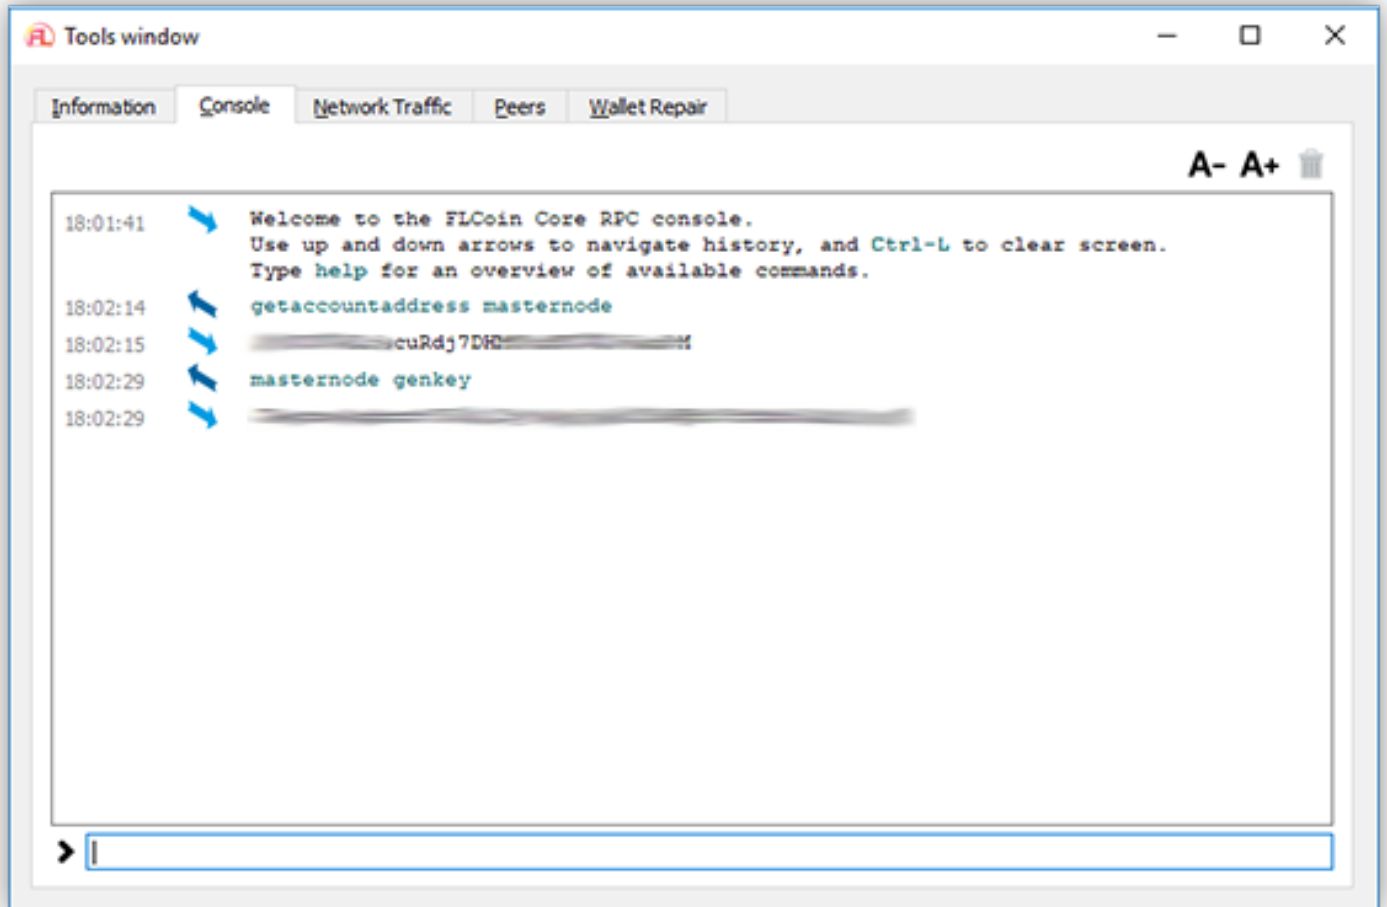 Tools window
Information Console Network Traffic Peers Wallet Repair
A- A+
18:01:41 Welcome to the FLCoin Core RPC console.
Use up and down arrows to navigate history, and Ctrl-L to clear screen.
Type help for an overview of available commands.
18:02:14 getaccountaddress masternode
18:02:15 cuRdj7DH M
18:02:29 masternode genkey
18:02:29